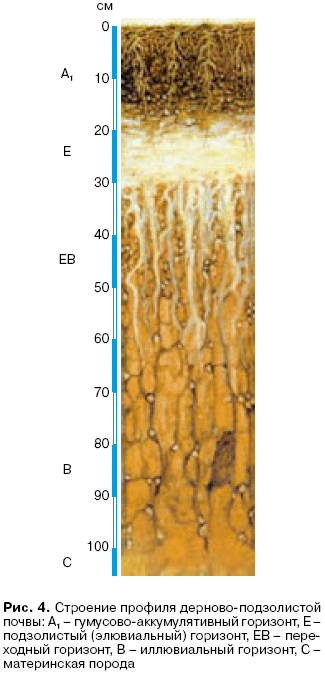 см
0
A₁
10
20
E
30
40
EB
50
60
70
80
B
90
100
C
Рис. 4. Строение профиля дерново-подзолистой
почвы: A₁ – гумусово-аккумулятивный горизонт, E –
подзолистый (элювиальный) горизонт, EB – пере-
ходный горизонт, B – иллювиальный горизонт, C –
материнская порода